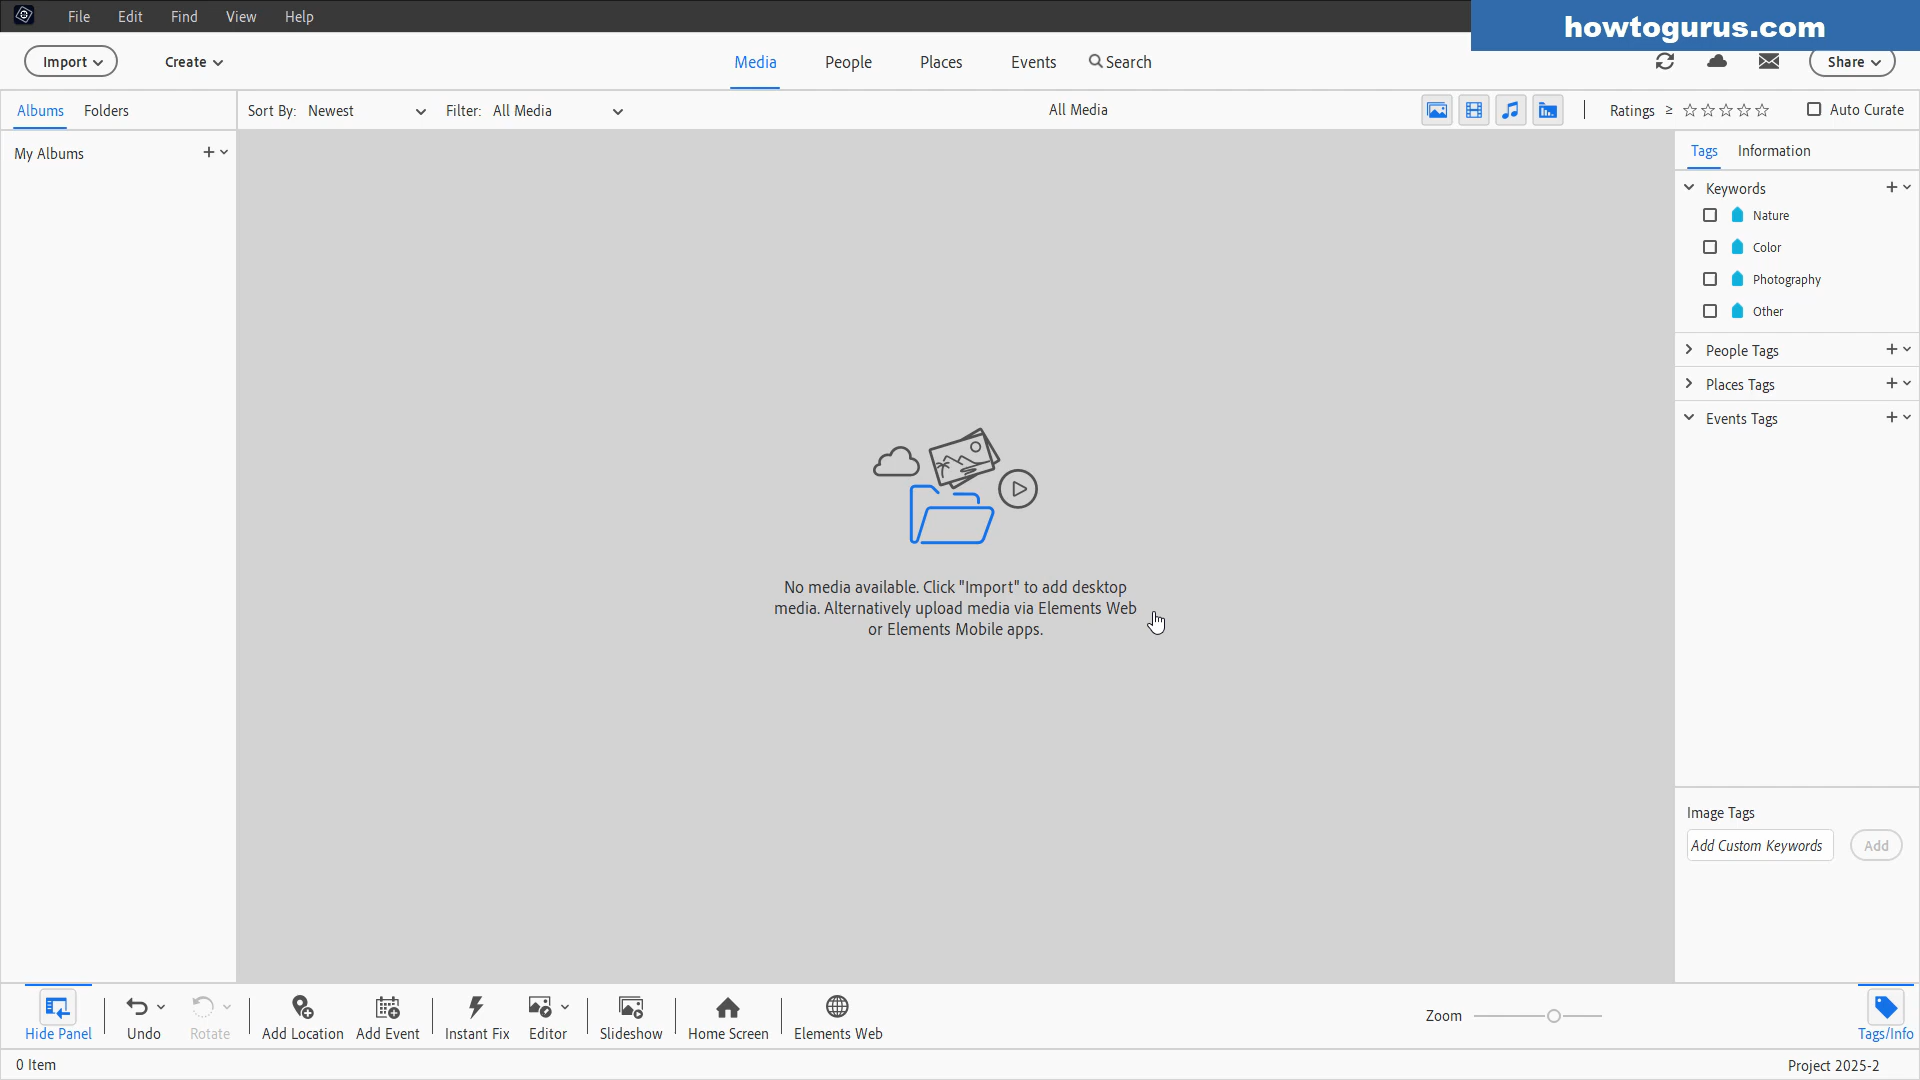 File Edit Find View Help
howtogurus.com
Import Create Media People Places Events Search Share
Albums Folders Sort By: Newest Filter: All Media All Media Ratings ≥ Auto Curate
My Albums
Tags Information
Keywords
Nature
Color
Photography
Other
People Tags
Places Tags
Events Tags
No media available. Click "Import" to add desktop
media. Alternatively upload media via Elements Web
or Elements Mobile apps.
Image Tags
Add Custom Keywords Add
Hide Panel Undo Rotate Add Location Add Event Instant Fix Editor Slideshow Home Screen Elements Web Zoom Tags/Info
0 Item Project 2025-2